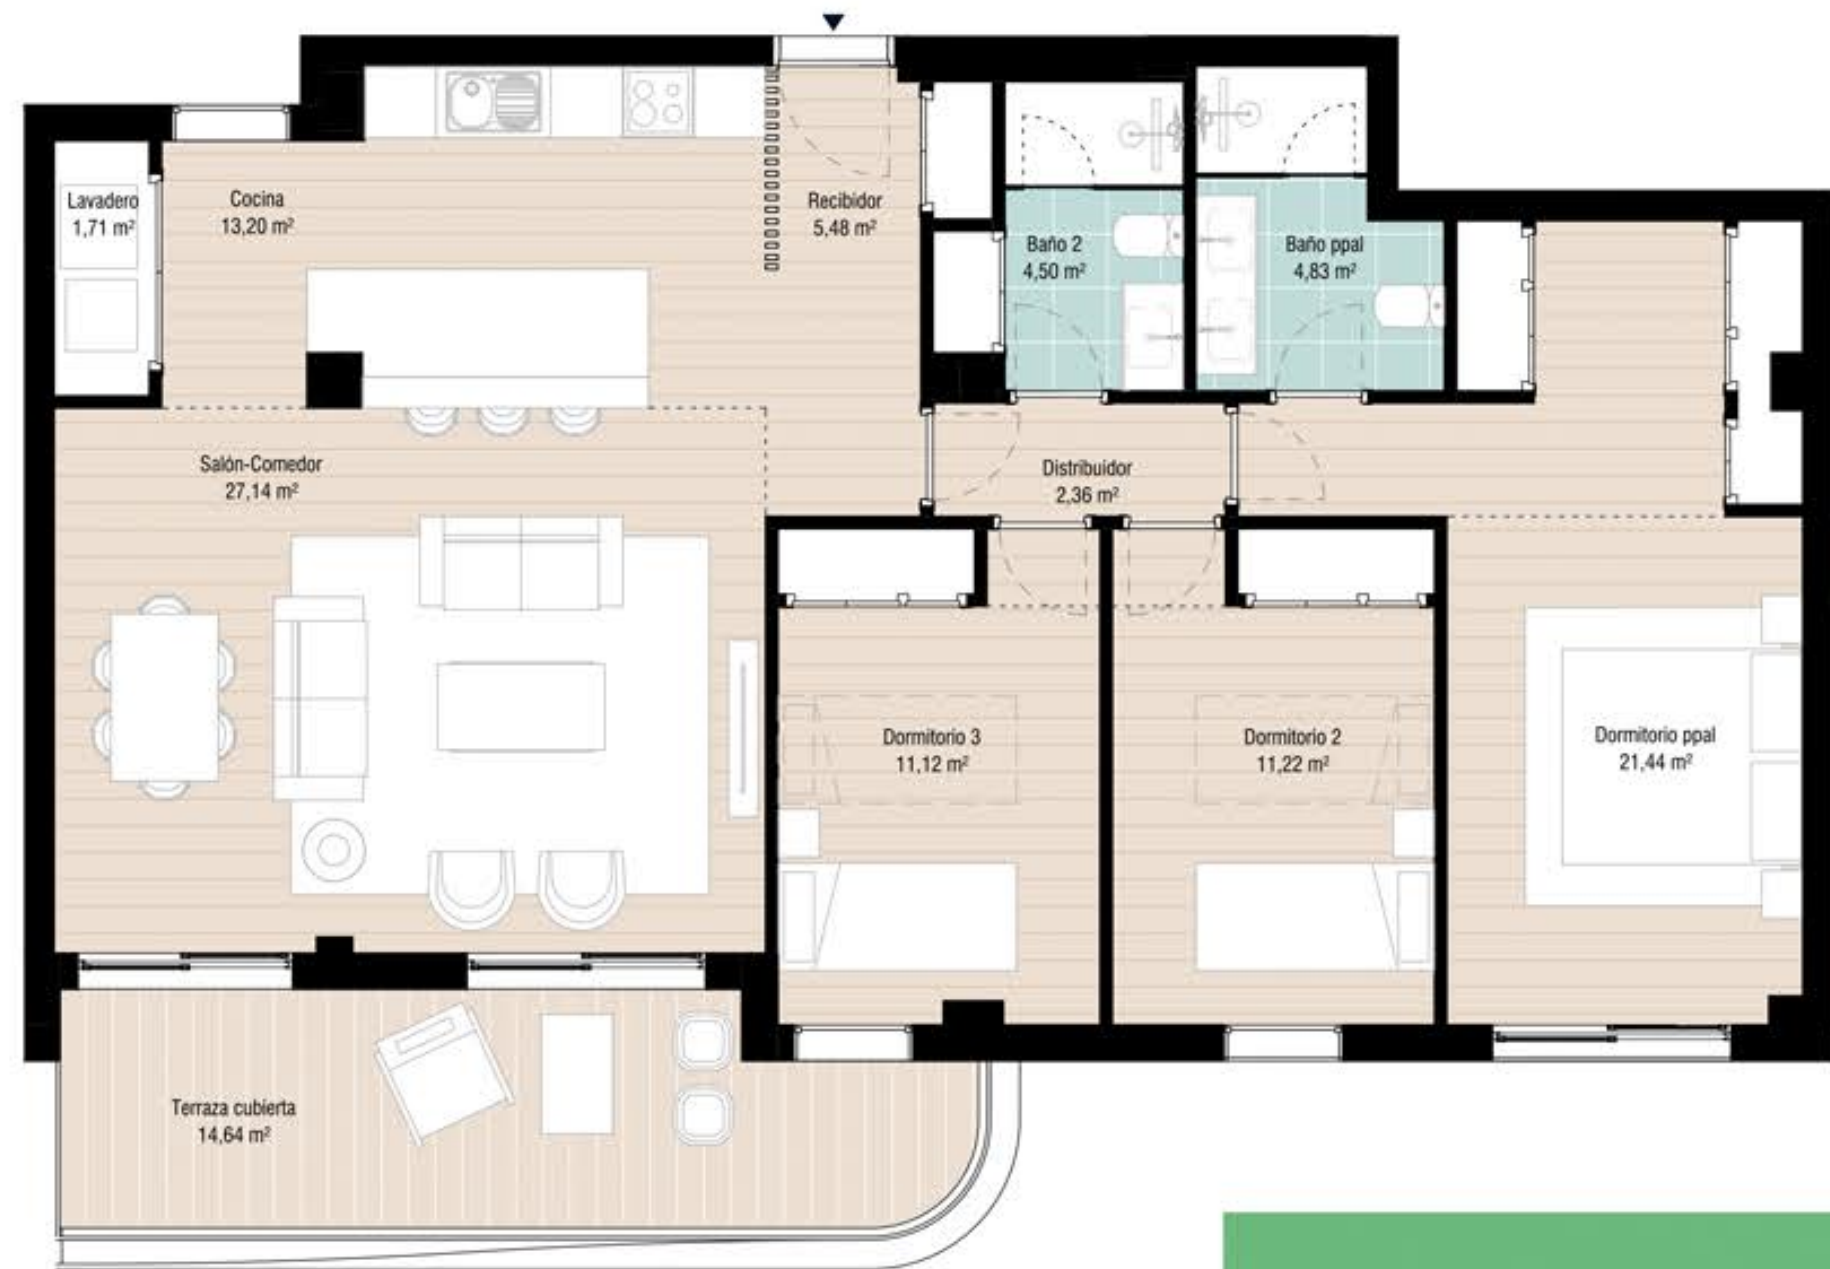 Lavadero
1,71 m²
Cocina
13,20 m²
Recibidor
5,48 m²
Baño 2
4,50 m²
Baño ppal
4,83 m²
Salón-Comedor
27,14 m²
Distribuidor
2,36 m²
Dormitorio 3
11,12 m²
Dormitorio 2
11,22 m²
Dormitorio ppal
21,44 m²
Terraza cubierta
14,64 m²